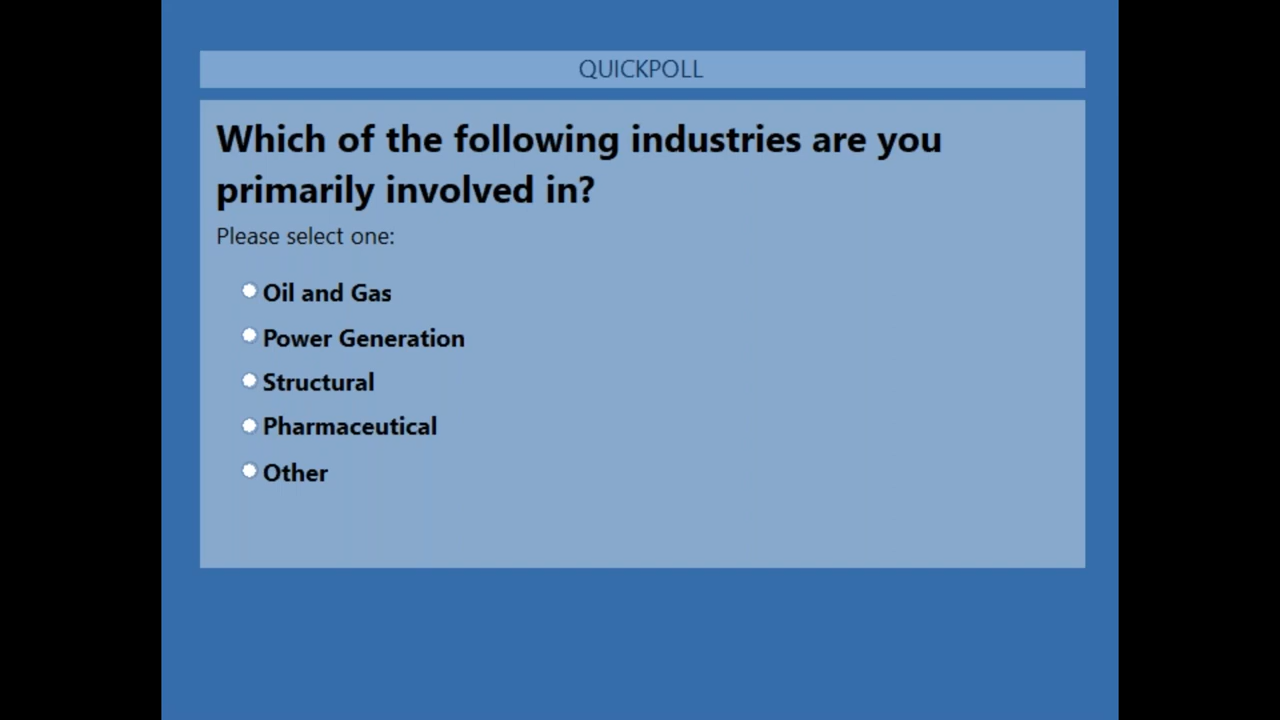 QUICKPOLL
Which of the following industries are you
primarily involved in?
Please select one:
Oil and Gas
Power Generation
Structural
Pharmaceutical
Other